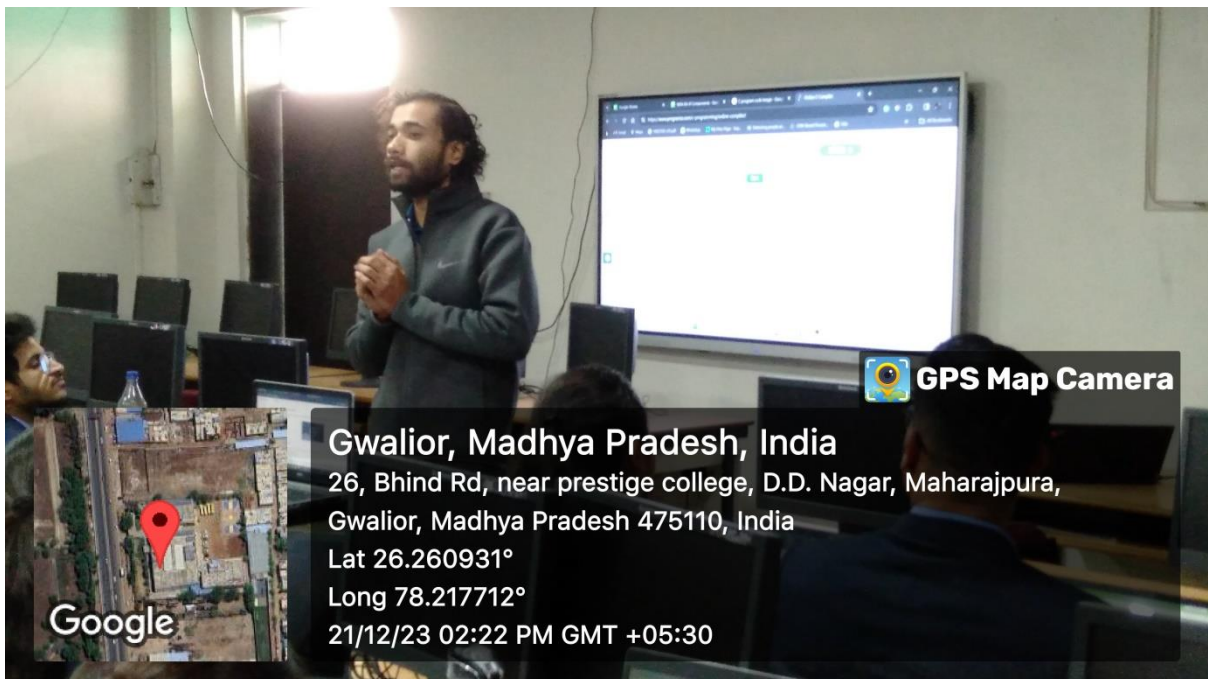 GPS Map Camera
Gwalior, Madhya Pradesh, India
26, Bhind Rd, near prestige college, D.D. Nagar, Maharajpura,
Gwalior, Madhya Pradesh 475110, India
Lat 26.260931°
Long 78.217712°
21/12/23 02:22 PM GMT +05:30
Google